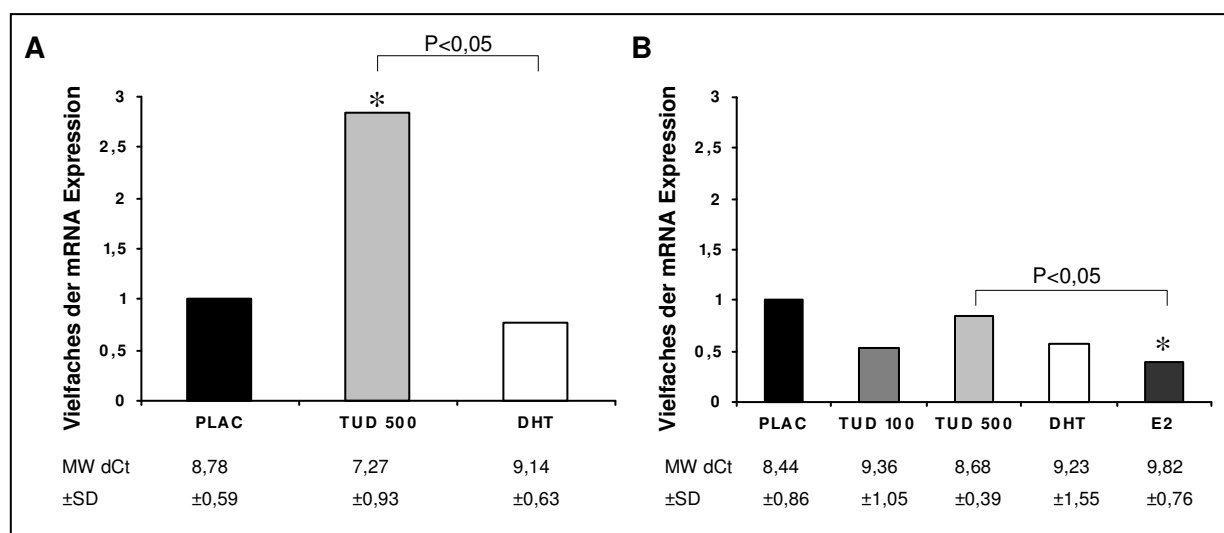 A
P<0,05
Vielfaches der mRNA Expression
3
2,5
2
1,5
1
0,5
0
*
PLAC TUD 500 DHT
MW dCt 8,78 7,27 9,14
±SD ±0,59 ±0,93 ±0,63
B
Vielfaches der mRNA Expression
3
2,5
2
1,5
1
0,5
0
P<0,05
*
PLAC TUD 100 TUD 500 DHT E2
MW dCt 8,44 9,36 8,68 9,23 9,82
±SD ±0,86 ±1,05 ±0,39 ±1,55 ±0,76